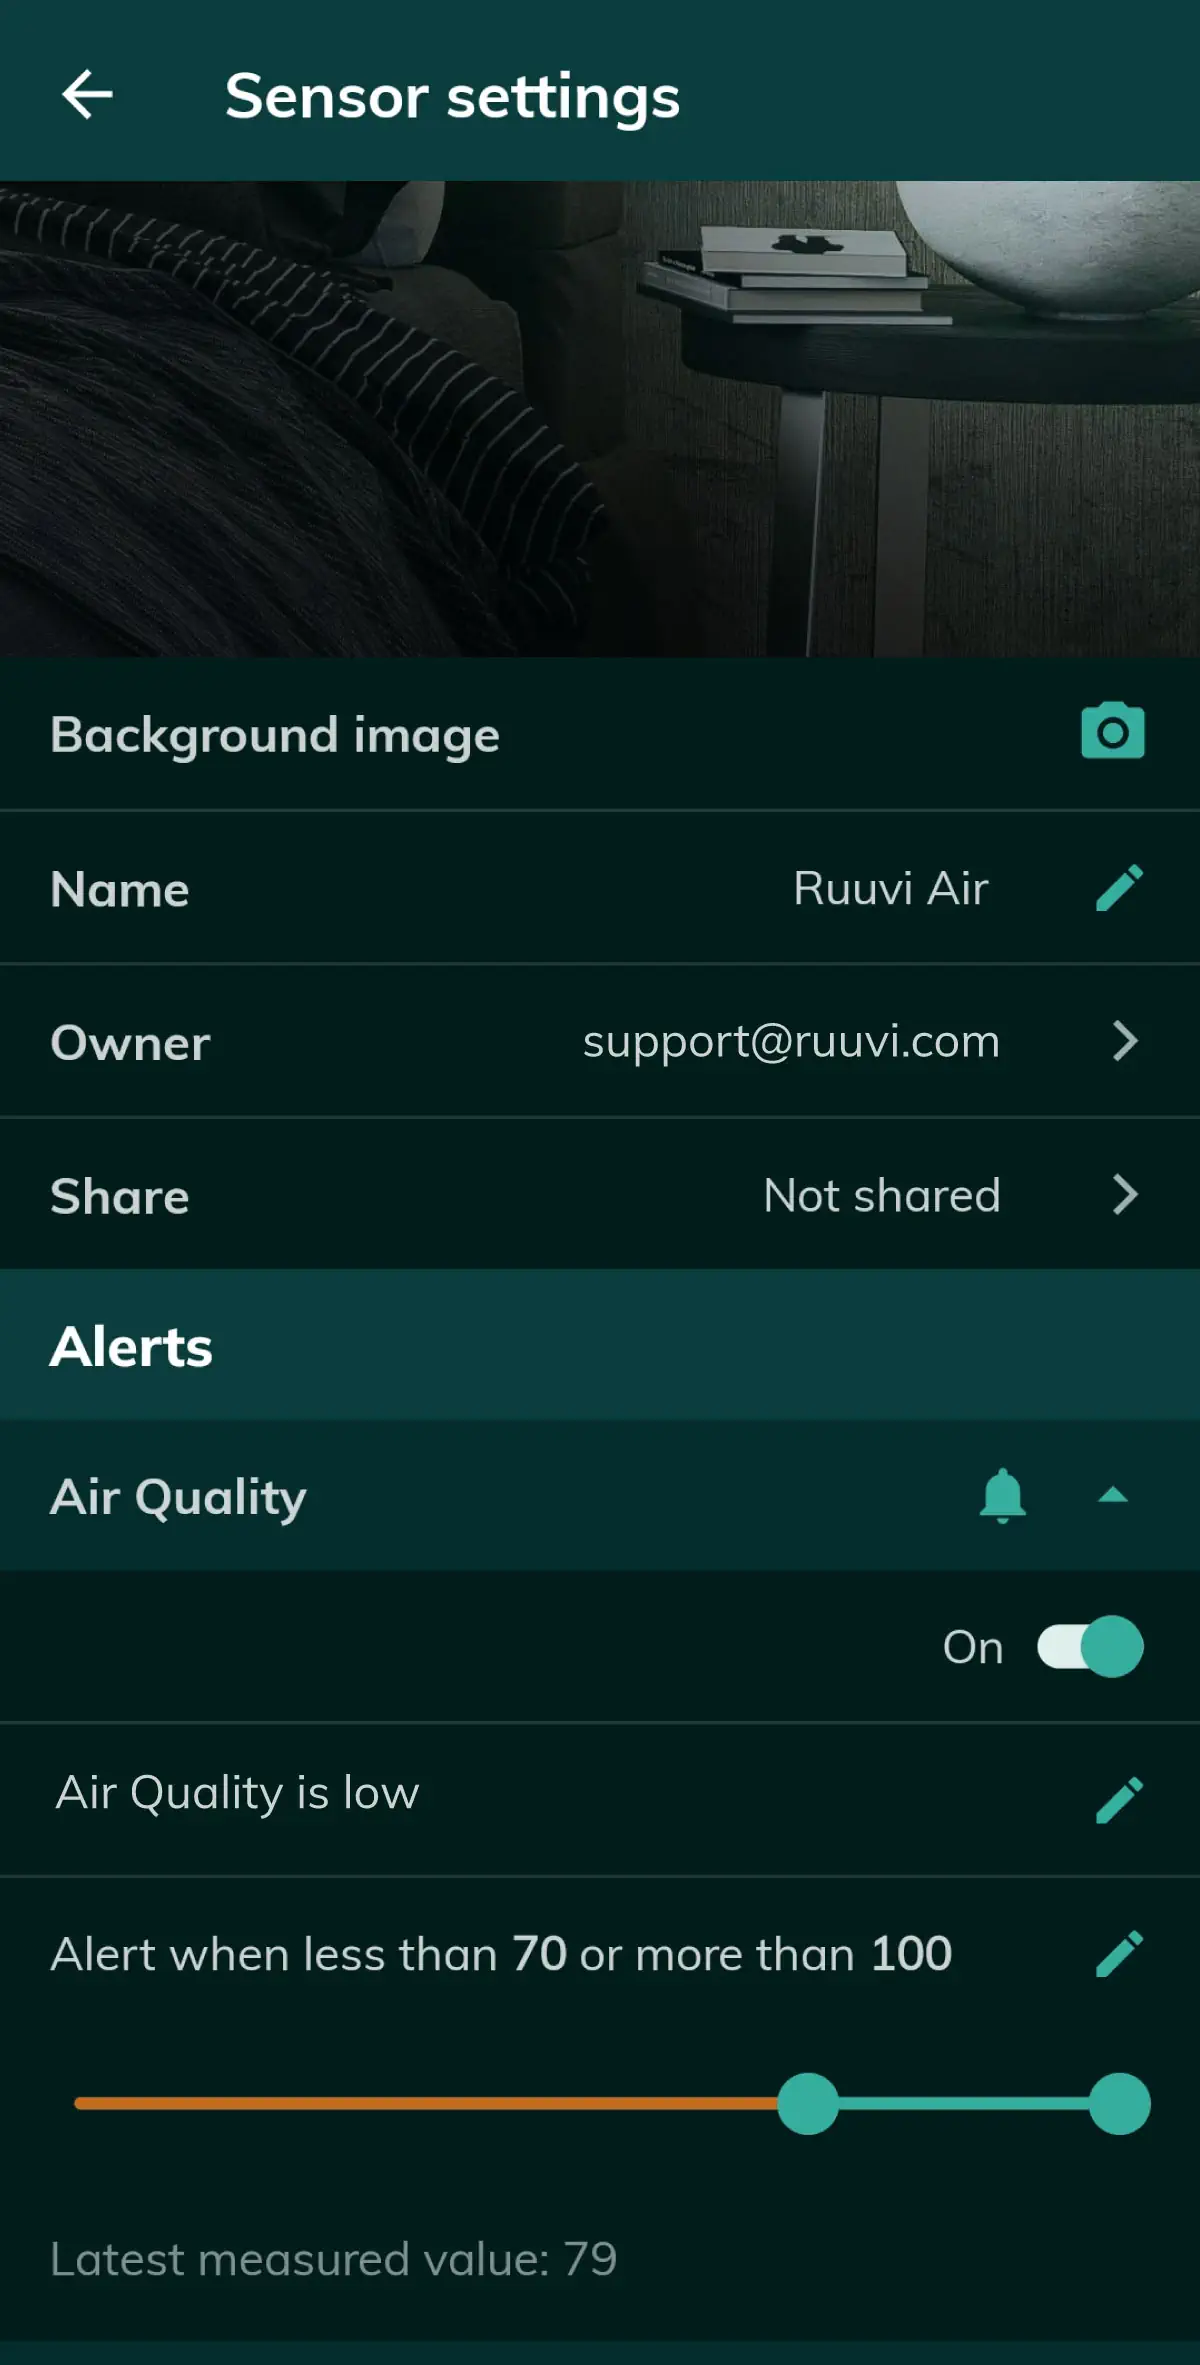 Sensor settings
Background image
Name
Ruuvi Air
Owner
support@ruuvi.com
Share
Not shared
Alerts
Air Quality
On
Air Quality is low
Alert when less than 70 or more than 100
Latest measured value: 79